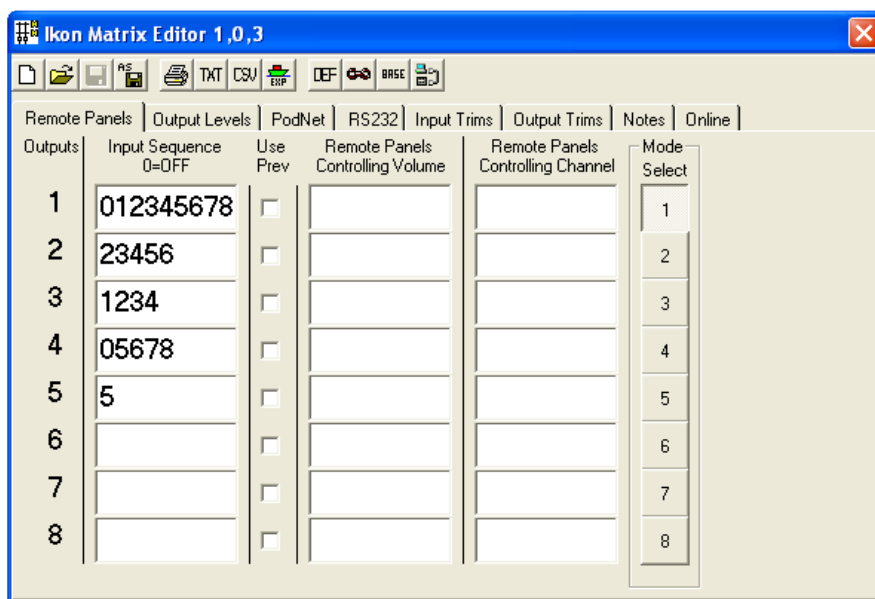 Ikon Matrix Editor 1,0,3
AS TXT CSV EXP DEF BASE
Remote Panels Output Levels PodNet RS232 Input Trims Output Trims Notes Online
Outputs Input Sequence Use Remote Panels Remote Panels Mode
0=OFF Prev Controlling Volume Controlling Channel Select
1 012345678 1
2 23456 2
3 1234 3
4 05678 4
5 5 5
6 6
7 7
8 8